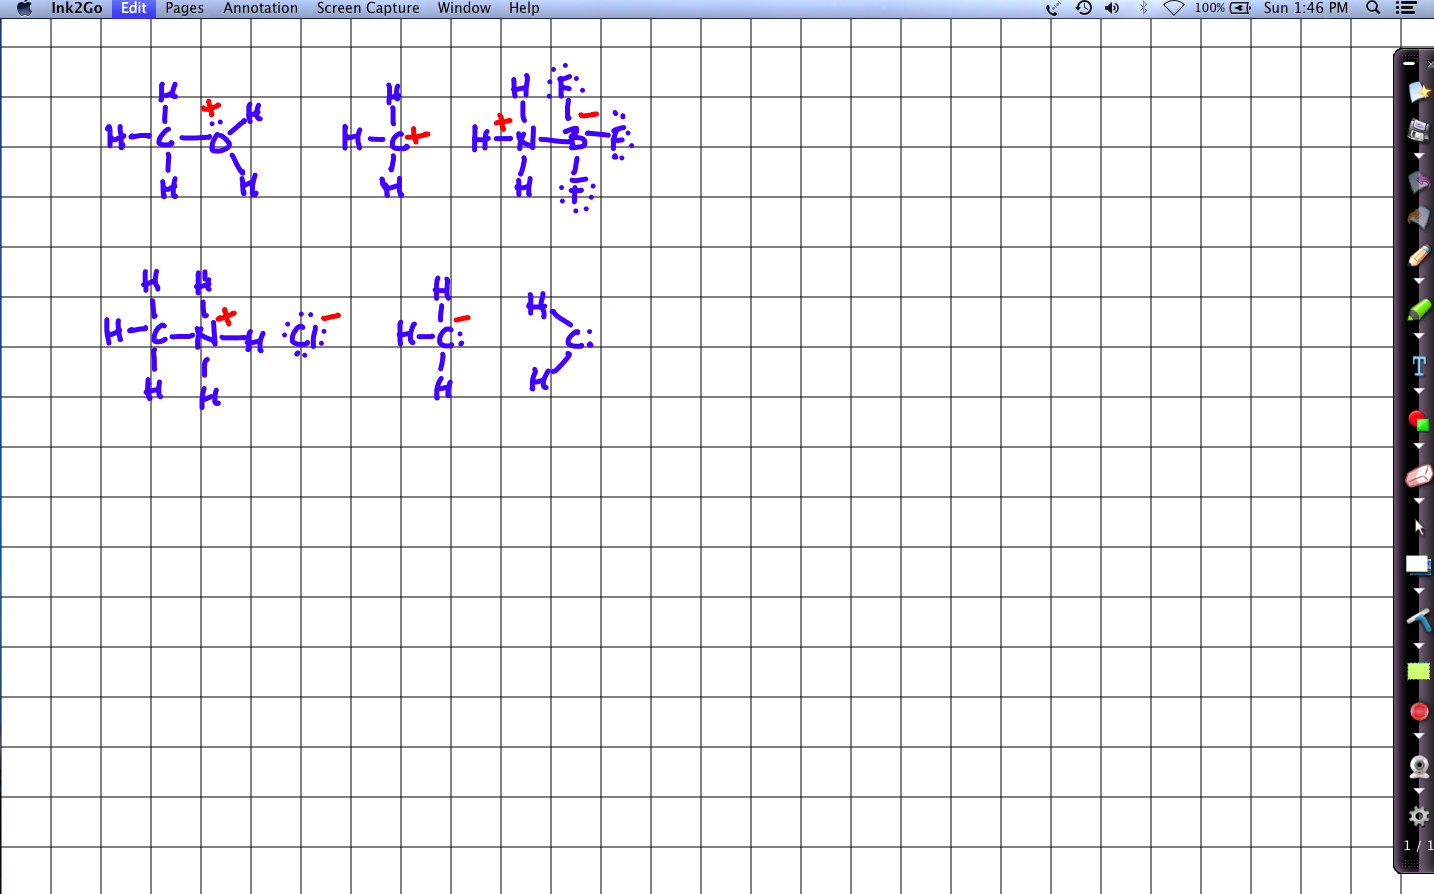 Ink2Go Edit Pages Annotation Screen Capture Window Help 100% Sun 1:46 PM
H H H F
+ H + -
H C O H C + H N B F
H H H H F
H H H
H C N + H Cl - H C - H C:
H H H H
T
1 / 1